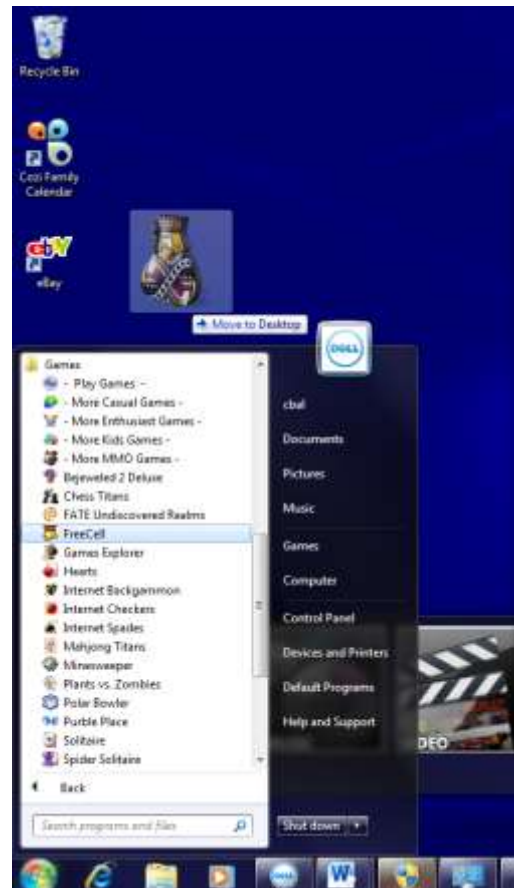 Recycle Bin
Cozi Family
Calendar
ebY
eBay
Move to Desktop
DELL
Games
- Play Games -
- More Casual Games -
- More Enthusiast Games -
- More Kids Games -
- More MMO Games -
Bejeweled 2 Deluxe
Chess Titans
FATE Undiscovered Realms
FreeCell
Games Explorer
Hearts
Internet Backgammon
Internet Checkers
Internet Spades
Mahjong Titans
Minesweeper
Plants vs. Zombies
Polar Bowler
Purble Place
Solitaire
Spider Solitaire
Back
Search programs and files
Documents
Pictures
Music
Games
Computer
Control Panel
Devices and Printers
Default Programs
Help and Support
Shut down
DEO
DELL
W